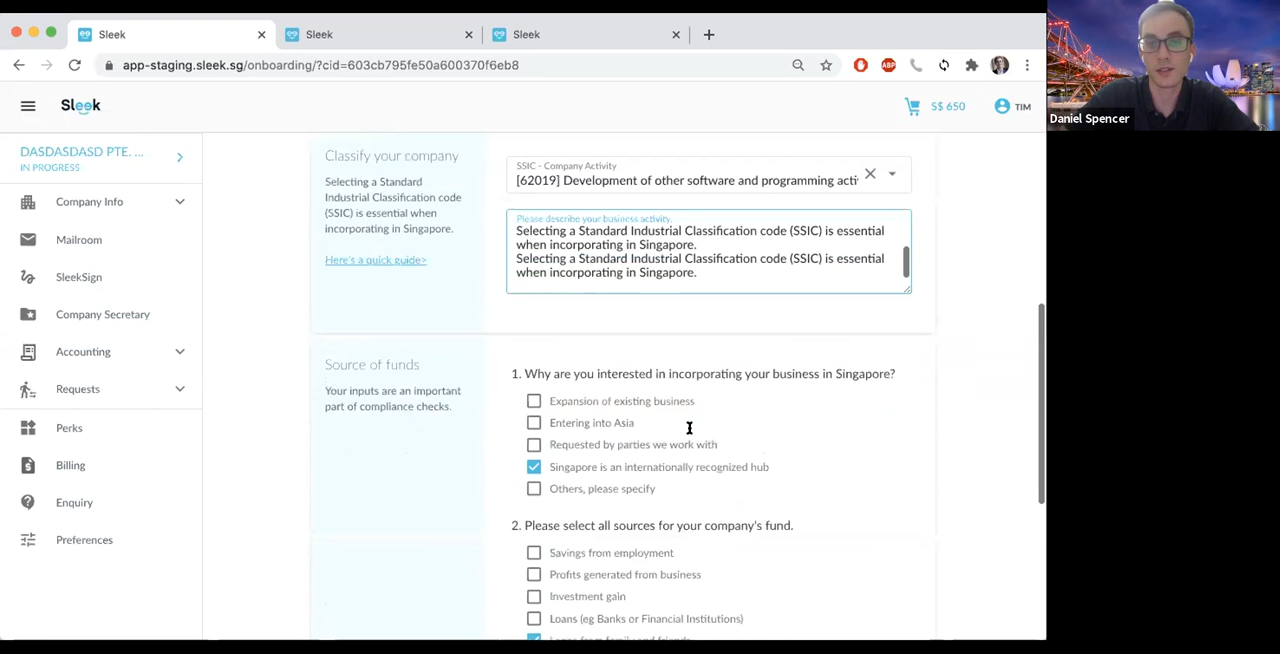 Sleek
Sleek
Sleek
app-staging.sleek.sg/onboarding/?cid=603cb795fe50a600370f6eb8
ABP
Sleek
S$ 650
TIM
Daniel Spencer
DASDASDASD PTE. ...
IN PROGRESS
Company Info
Mailroom
SleekSign
Company Secretary
Accounting
Requests
Perks
Billing
Enquiry
Preferences
Classify your company
Selecting a Standard
Industrial Classification code
(SSIC) is essential when
incorporating in Singapore.
Here's a quick guide>
SSIC - Company Activity
[62019] Development of other software and programming activ
Please describe your business activity.
Selecting a Standard Industrial Classification code (SSIC) is essential
when incorporating in Singapore.
Selecting a Standard Industrial Classification code (SSIC) is essential
when incorporating in Singapore.
Source of funds
Your inputs are an important
part of compliance checks.
1. Why are you interested in incorporating your business in Singapore?
Expansion of existing business
Entering into Asia
Requested by parties we work with
Singapore is an internationally recognized hub
Others, please specify
2. Please select all sources for your company's fund.
Savings from employment
Profits generated from business
Investment gain
Loans (eg Banks or Financial Institutions)
Loans from family and friends